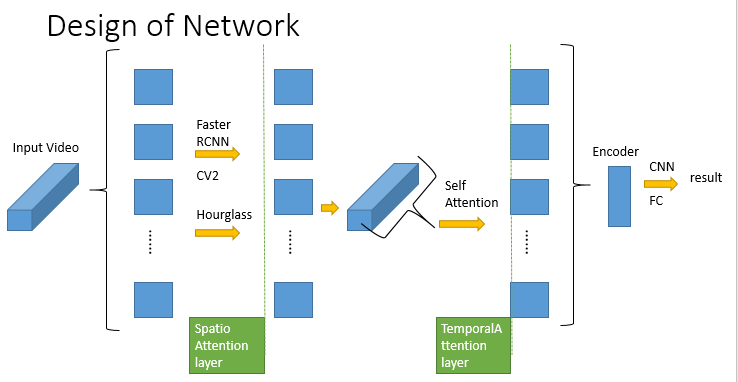 Design of Network
Input Video
Faster
RCNN
CV2
Hourglass
Spatio
Attention
layer
Self
Attention
TemporalA
ttention
layer
Encoder
CNN
FC
result